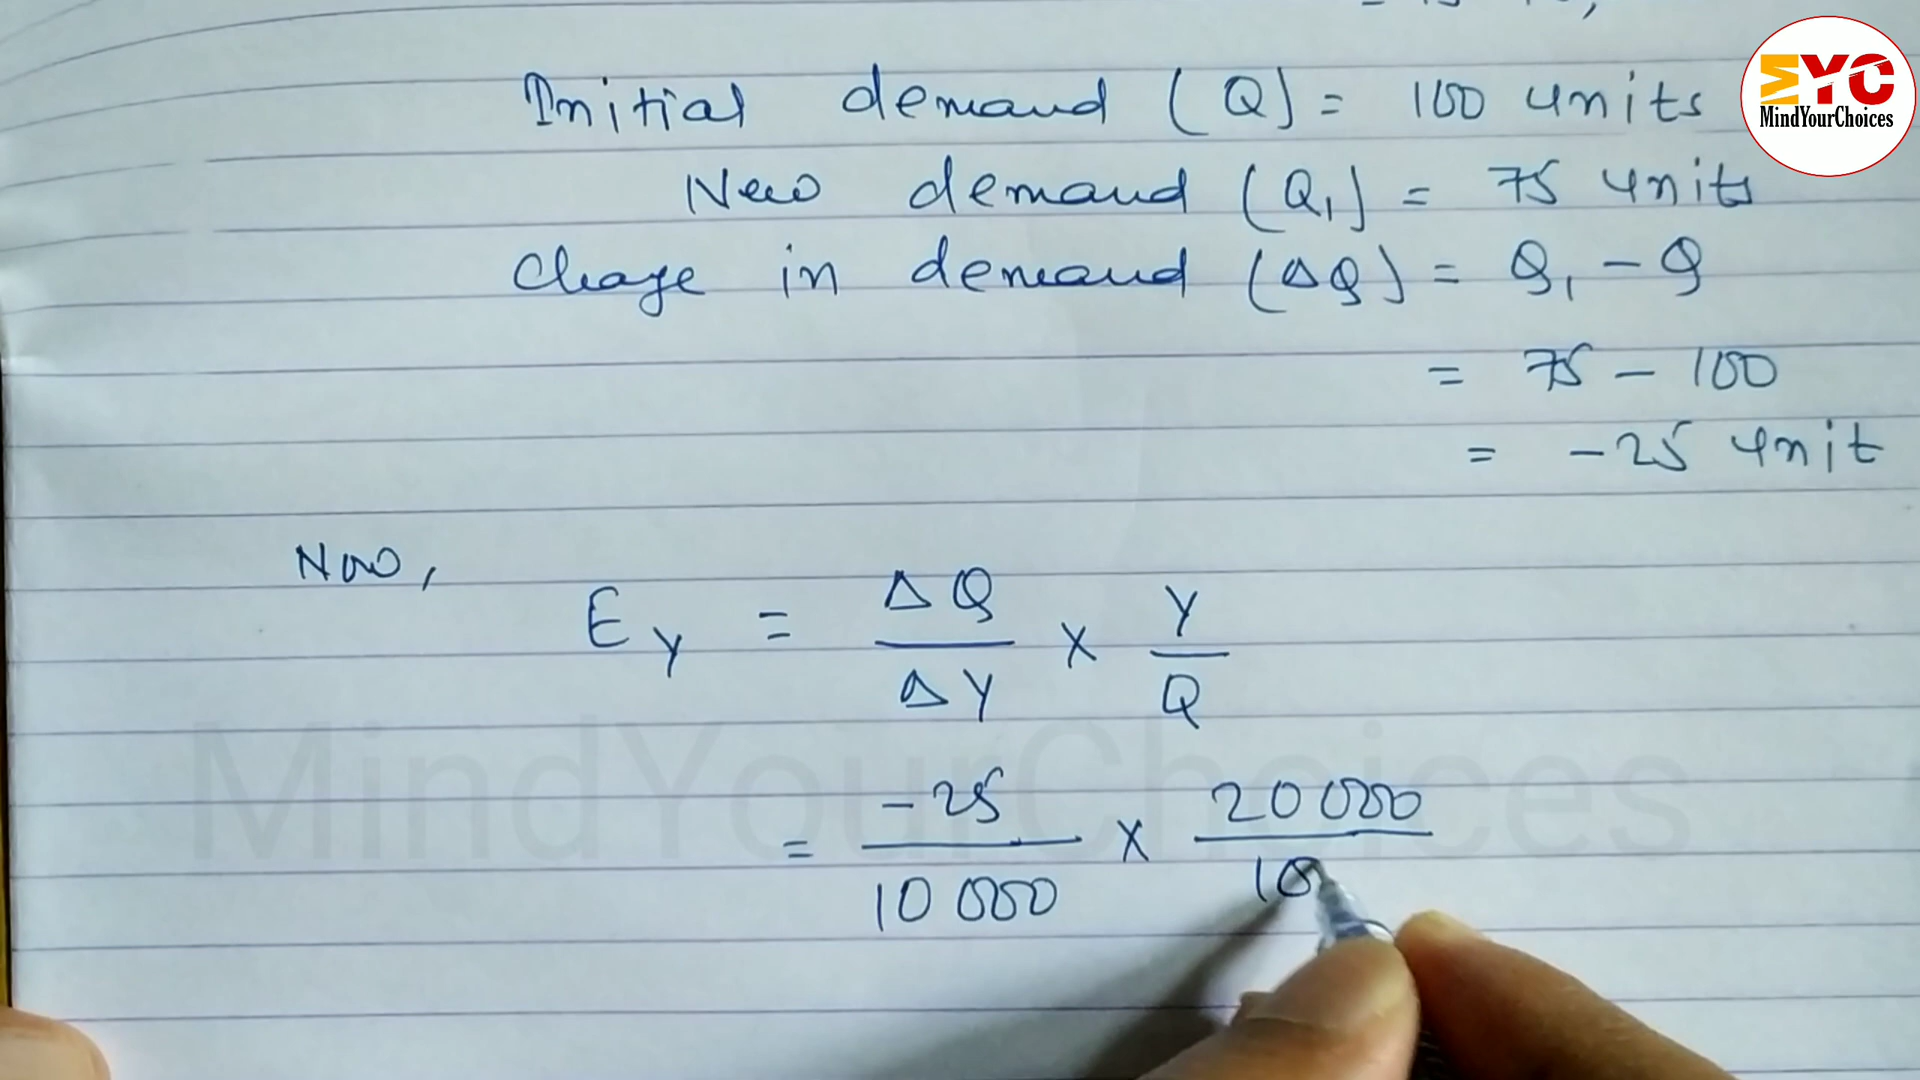 MYC
MindYourChoices
Initial demand (Q) = 100 units
New demand (Q₁) = 75 units
Chage in demand (ΔQ) = Q₁ - Q
= 75 - 100
= -25 unit
Now,
E_Y = ΔQ/ΔY × Y/Q
= -25/10000 × 20000/10
MindYourChoices